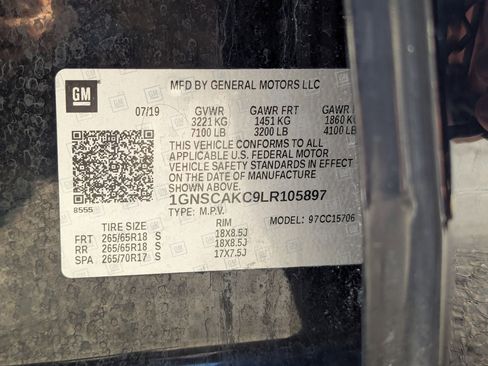 GM
MFD BY GENERAL MOTORS LLC
07/19 GVWR GAWR FRT GAWR
3221 KG 1451 KG 1860 KG
7100 LB 3200 LB 4100 LB
THIS VEHICLE CONFORMS TO ALL
APPLICABLE U.S. FEDERAL MOTOR
VEHICLE SAFETY STANDARDS IN EFFECT
ON THE DATE OF MANUFACTURE SHOWN ABOVE.
8555
1GNSCAKC9LR105897
TYPE: M.P.V. MODEL: 97CC15706
TIRE SIZE RIM
FRT 265/65R18 S 18X8.5J
RR 265/65R18 S 18X8.5J
SPA 265/70R17 S 17X7.5J